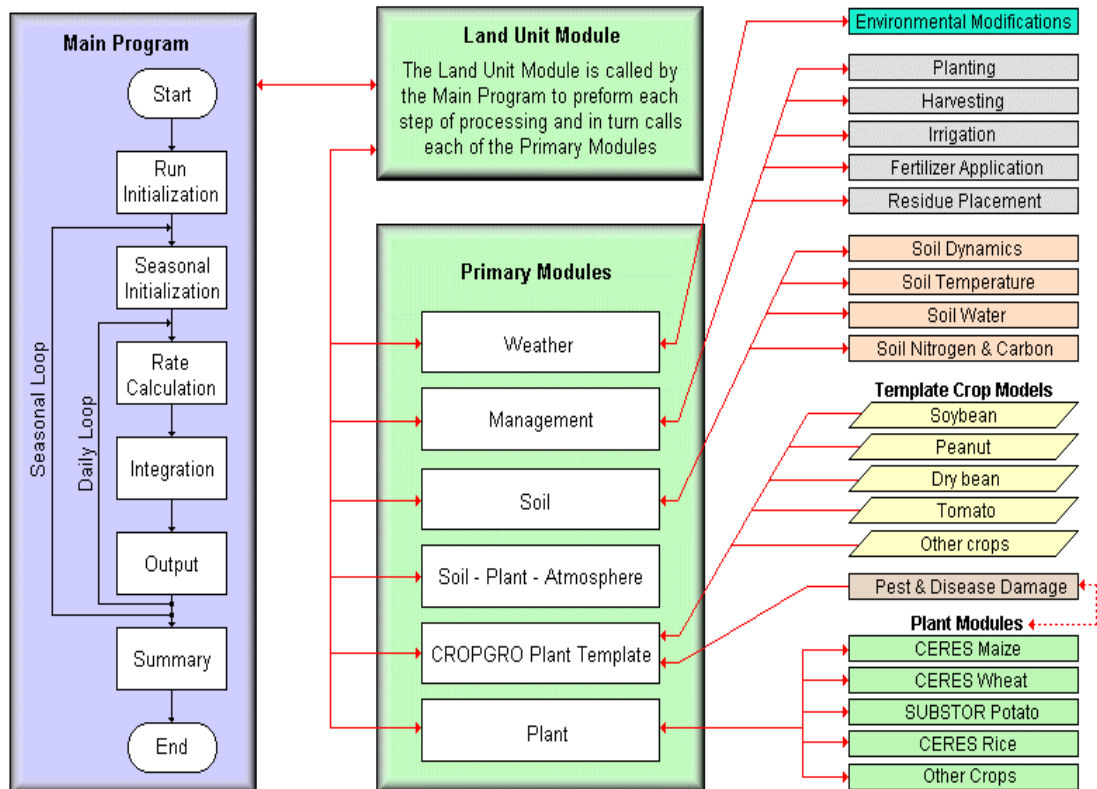 Main Program
Start
Run
Initialization
Seasonal
Initialization
Rate
Calculation
Integration
Output
Summary
End
Seasonal Loop
Daily Loop
Land Unit Module
The Land Unit Module is called by
the Main Program to preform each
step of processing and in turn calls
each of the Primary Modules
Primary Modules
Weather
Management
Soil
Soil - Plant - Atmosphere
CROPGRO Plant Template
Plant
Environmental Modifications
Planting
Harvesting
Irrigation
Fertilizer Application
Residue Placement
Soil Dynamics
Soil Temperature
Soil Water
Soil Nitrogen & Carbon
Template Crop Models
Soybean
Peanut
Dry bean
Tomato
Other crops
Pest & Disease Damage
Plant Modules
CERES Maize
CERES Wheat
SUBSTOR Potato
CERES Rice
Other Crops